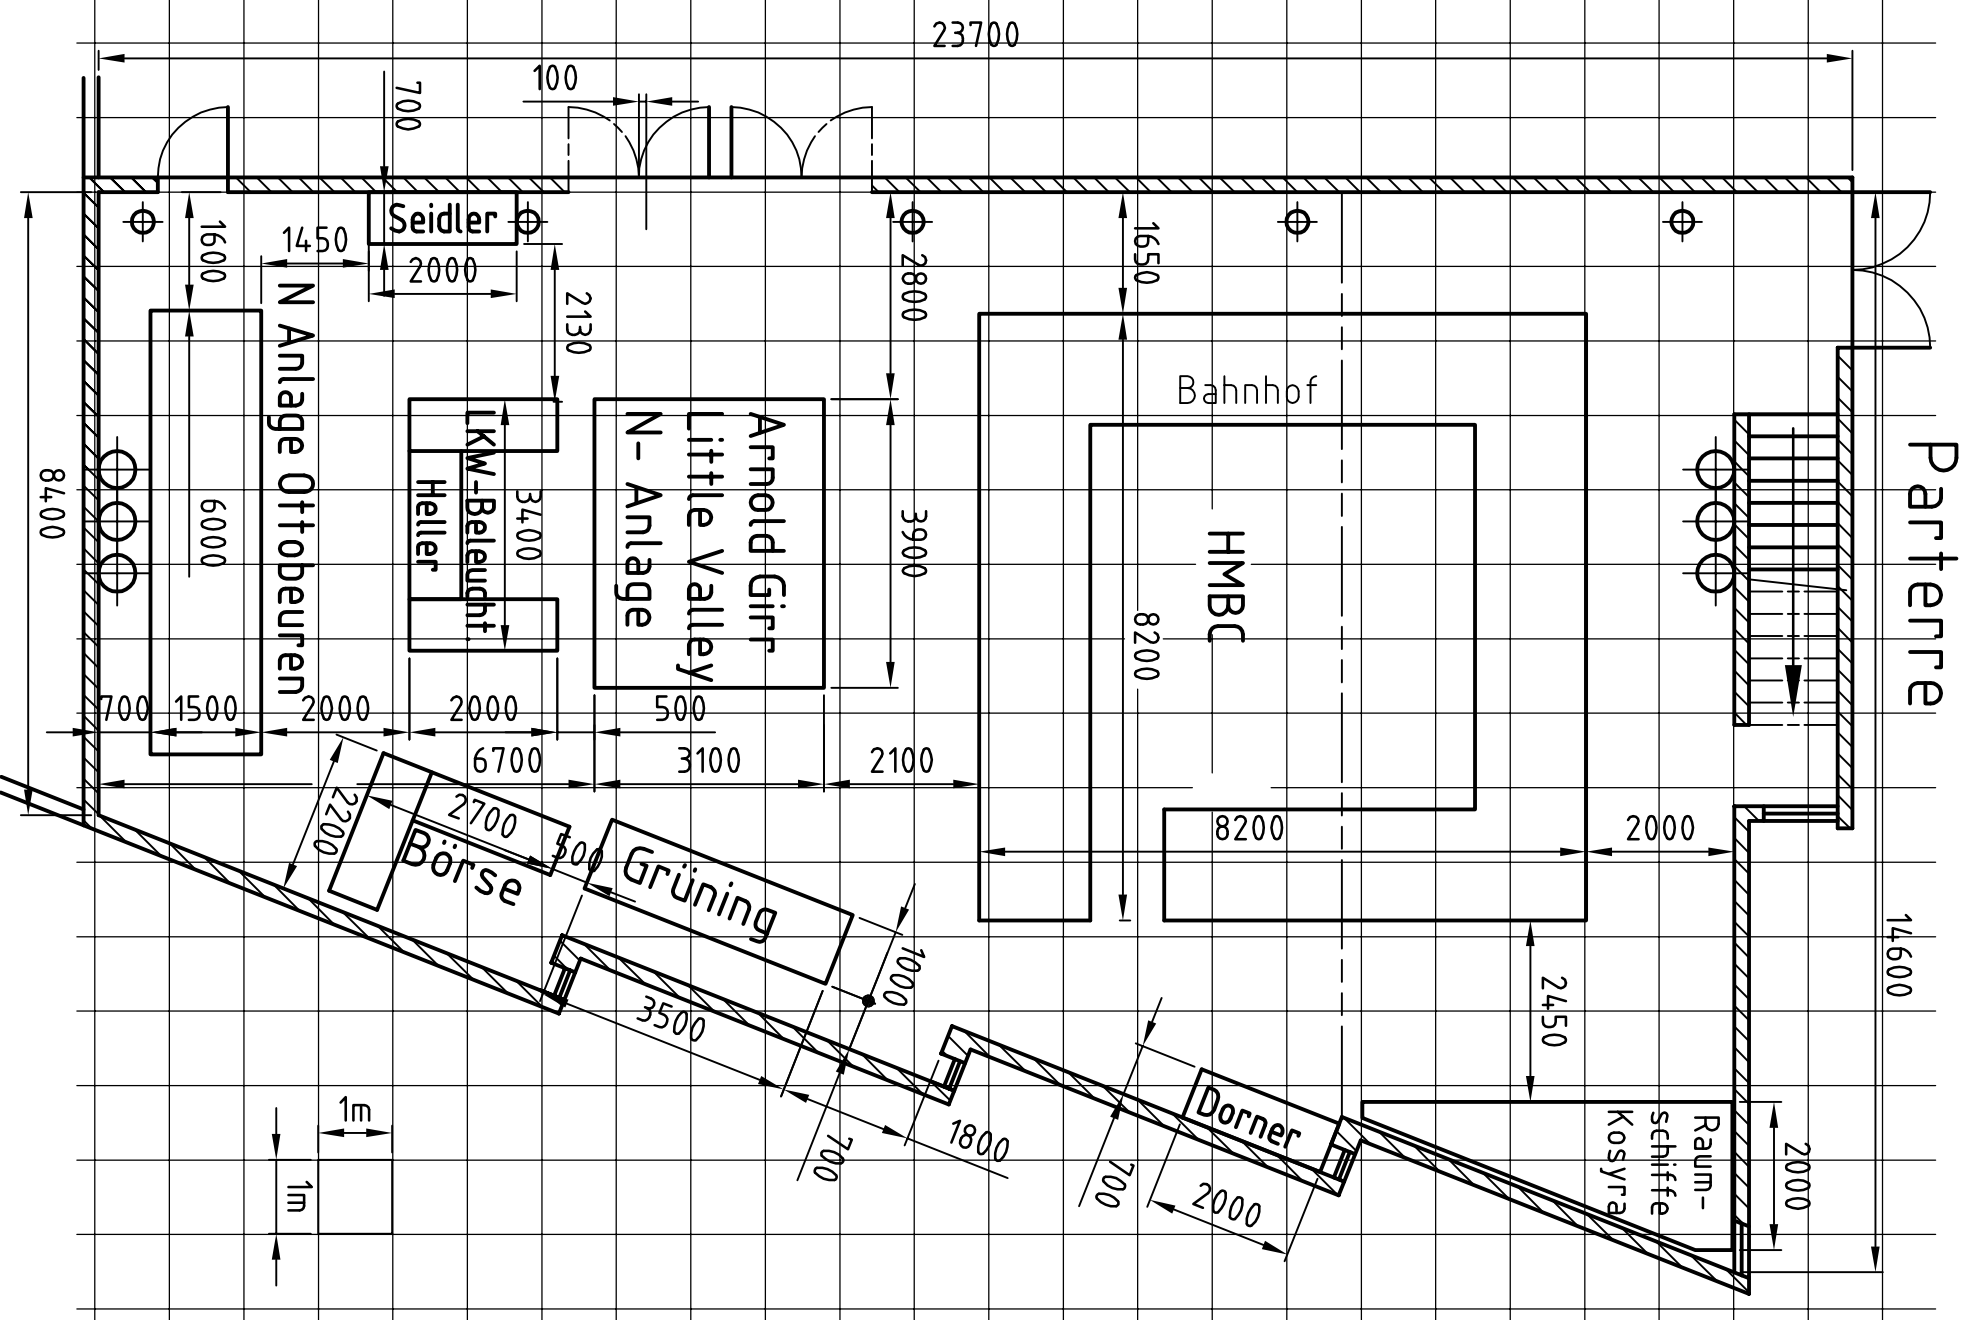 23700
100
700
Seidler
1450
2000
1600
2130
2800
1650
N Anlage Ottobeuren
6000
8400
LKW-Beleucht.
Heller
3400
Arnold Girr
Little Valley
N- Anlage
3900
Bahnhof
HMBC
8200
Parterre
700
1500
2000
2000
500
6700
3100
2100
8200
2000
2200
2700
500
Börse
Grüning
1000
3500
700
1800
14600
2450
Dorner
700
2000
Raum-
schiffe
Kosyra
2000
1m
1m